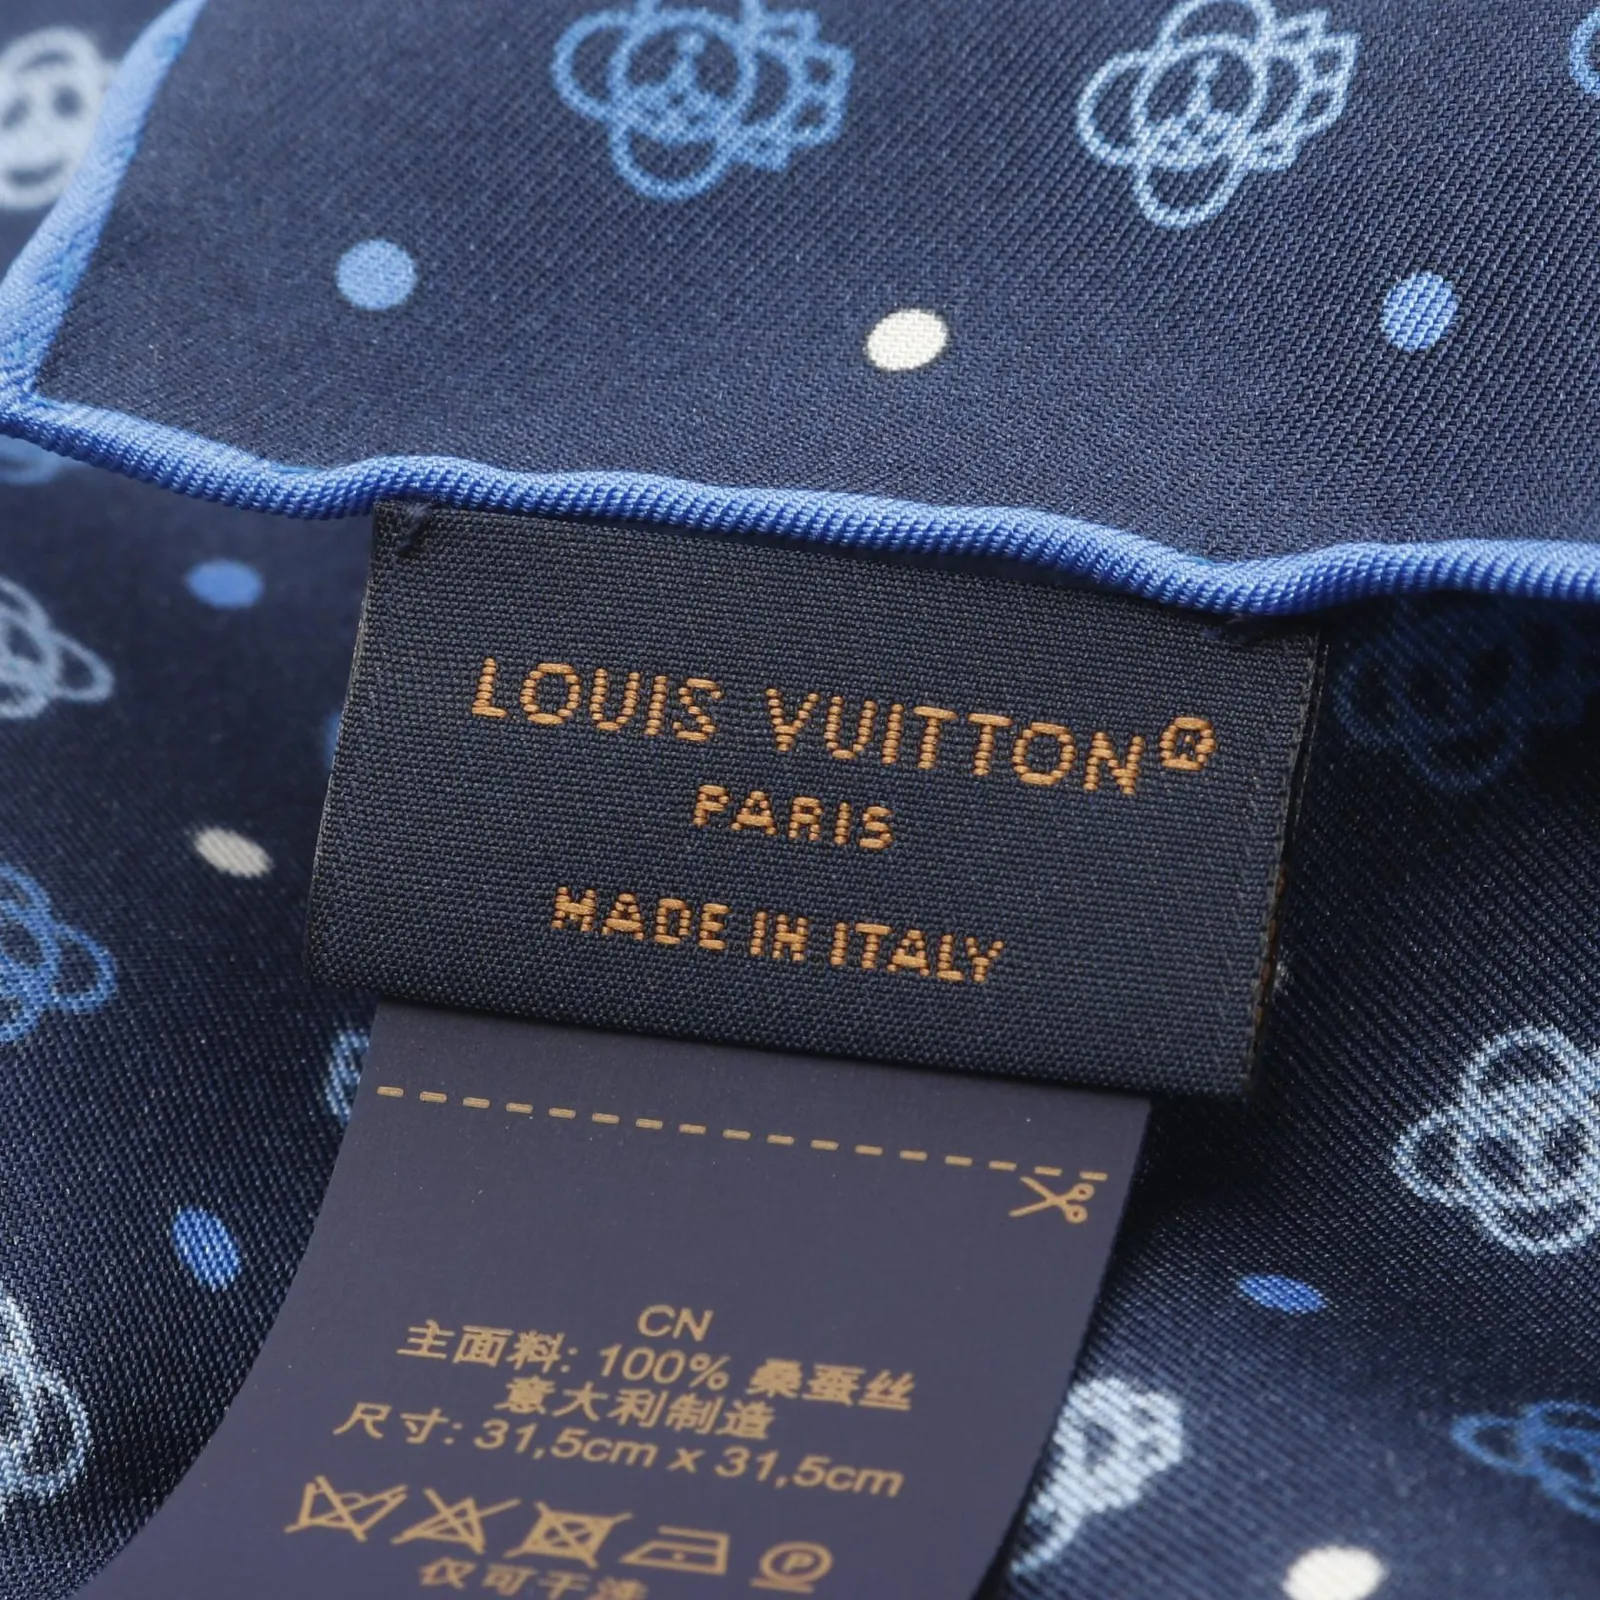 LOUIS VUITTON®
PARIS
MADE IN ITALY
CN
主面料: 100% 桑蚕丝
意大利制造
尺寸: 31,5cm x 31,5cm
P
仅可干洗